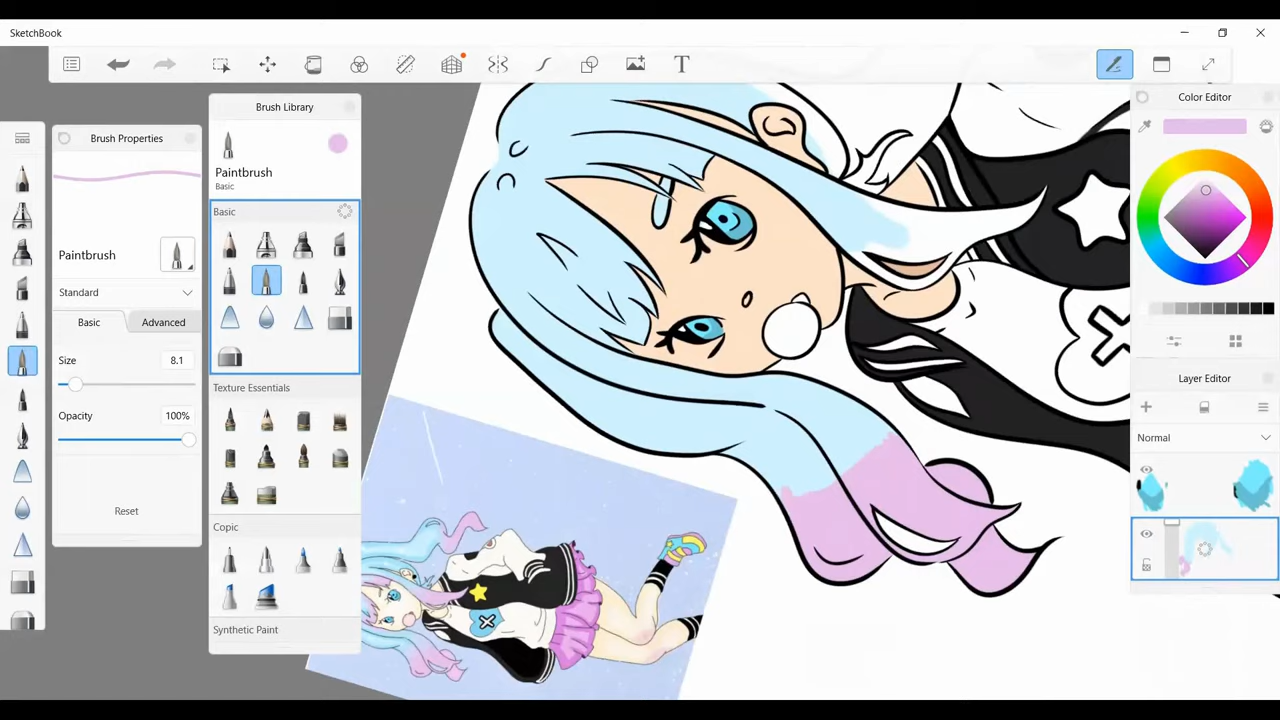 SketchBook
T
Brush Library
Color Editor
Brush Properties
Paintbrush
Basic
Basic
Paintbrush
Standard
Basic
Advanced
Size
8.1
Texture Essentials
Layer Editor
Opacity
100%
Normal
Reset
Copic
Synthetic Paint